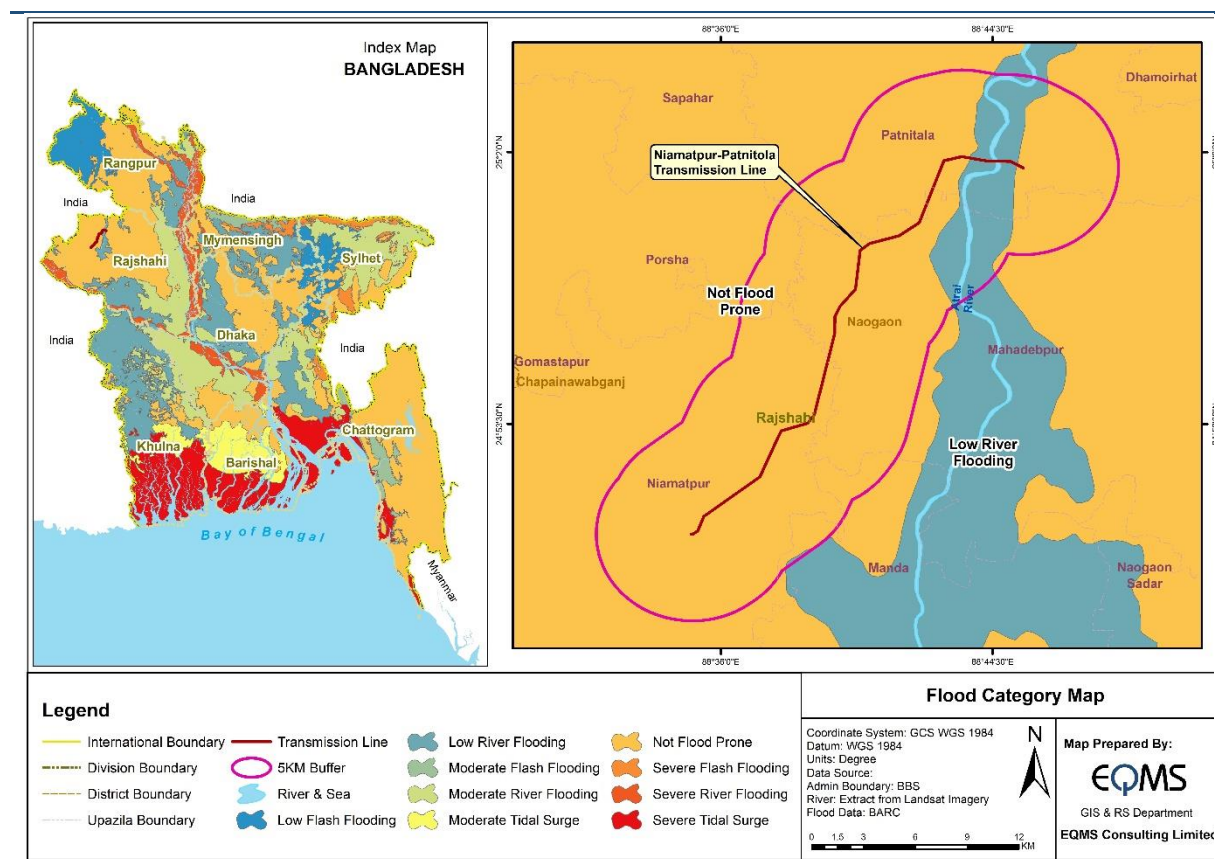 Index Map
BANGLADESH
Rangpur
India
India
Mymensingh
Sylhet
Rajshahi
India
Dhaka
India
Khulna
Barishal
Chattogram
Bay of Bengal
Myanmar
88°36'0"E
88°44'30"E
Dhamoirhat
Sapahar
Patnitala
25°2'0"N
Niamatpur-Patnitola
Transmission Line
Porsha
Not Flood
Prone
Naogaon
Atrai
River
Mahadebpur
Gomastapur
Chapainawabganj
Rajshahi
24°53'30"N
Low River
Flooding
Niamatpur
Manda
Naogaon
Sadar
88°36'0"E
88°44'30"E
Legend
International Boundary
Division Boundary
District Boundary
Upazila Boundary
Transmission Line
5KM Buffer
River & Sea
Low Flash Flooding
Low River Flooding
Moderate Flash Flooding
Moderate River Flooding
Moderate Tidal Surge
Not Flood Prone
Severe Flash Flooding
Severe River Flooding
Severe Tidal Surge
Flood Category Map
Coordinate System: GCS WGS 1984
Datum: WGS 1984
Units: Degree
Data Source:
Admin Boundary: BBS
River: Extract from Landsat Imagery
Flood Data: BARC
N
0 1.5 3 6 9 12
KM
Map Prepared By:
EQMS
GIS & RS Department
EQMS Consulting Limited